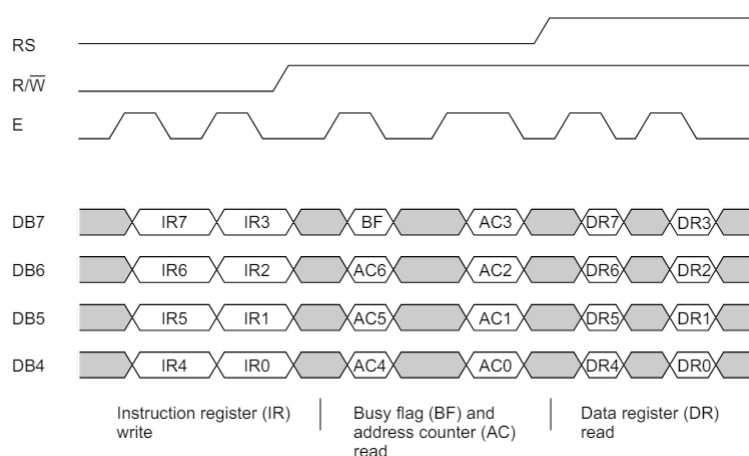 RS
R/W̅
E
DB7 IR7 IR3 BF AC3 DR7 DR3
DB6 IR6 IR2 AC6 AC2 DR6 DR2
DB5 IR5 IR1 AC5 AC1 DR5 DR1
DB4 IR4 IR0 AC4 AC0 DR4 DR0
Instruction register (IR)
write
Busy flag (BF) and
address counter (AC)
read
Data register (DR)
read